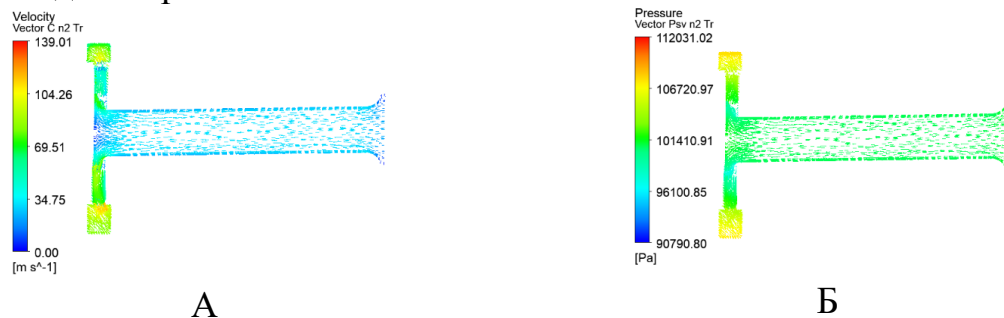 Velocity
Vector C n2 Tr
139.01
104.26
69.51
34.75
0.00
[m s^-1]
А
Pressure
Vector Psv n2 Tr
112031.02
106720.97
101410.91
96100.85
90790.80
[Pa]
Б